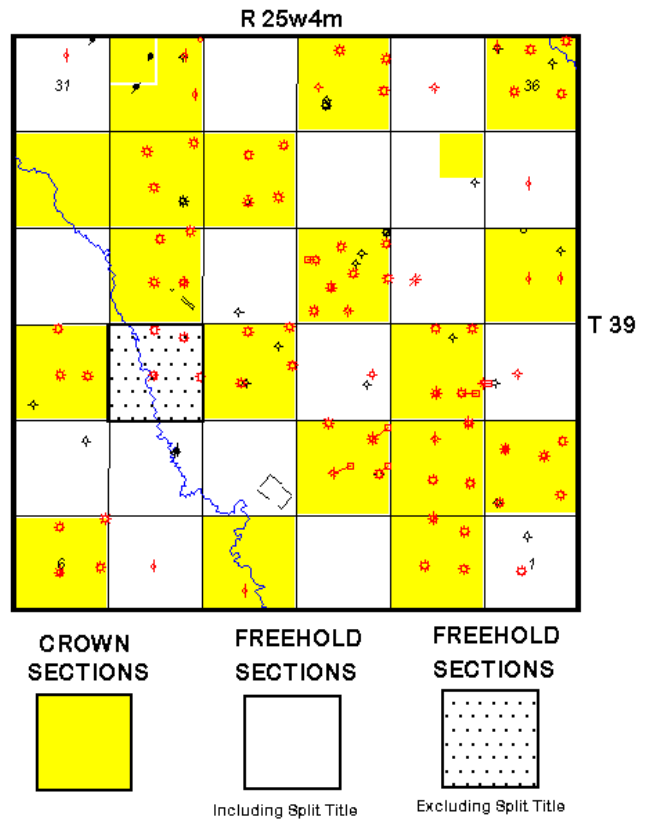 R 25w4m
31
36
T 39
6
1
CROWN
SECTIONS
FREEHOLD
SECTIONS
Including Split Title
FREEHOLD
SECTIONS
Excluding Split Title